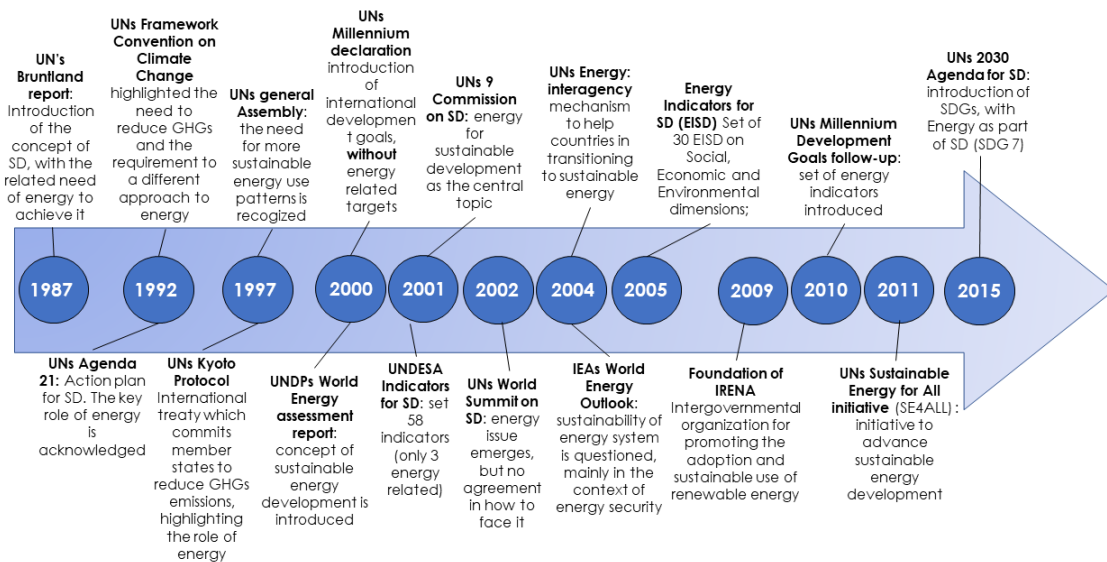 UN's
Bruntland
report:
Introduction
of the
concept of
SD, with the
related need
of energy to
achieve it
UNs Framework
Convention on
Climate
Change
highlighted the
need to
reduce GHGs
and the
requirement to
a different
approach to
energy
UNs general
Assembly:
the need
for more
sustainable
energy use
patterns is
recognized
UNs
Millennium
declaration
introduction
of
international
developmen
t goals,
without
energy
related
targets
UNs 9
Commission
on SD: energy
for
sustainable
development
as the central
topic
UNs Energy:
interagency
mechanism
to help
countries in
transitioning
to sustainable
energy
Energy
Indicators for
SD (EISD) Set of
30 EISD on
Social,
Economic and
Environmental
dimensions;
UNs Millennium
Development
Goals follow-up:
set of energy
indicators
introduced
UNs 2030
Agenda for SD:
introduction of
SDGs, with
Energy as part
of SD (SDG 7)
1987
1992
1997
2000
2001
2002
2004
2005
2009
2010
2011
2015
UNs Agenda
21: Action plan
for SD. The key
role of energy
is
acknowledged
UNs Kyoto
Protocol
International
treaty which
commits
member
states to
reduce GHGs
emissions,
highlighting
the role of
energy
UNDPs World
Energy
assessment
report:
concept of
sustainable
energy
development is
introduced
UNDESA
Indicators
for SD: set
58
indicators
(only 3
energy
related)
UNs World
Summit on
SD: energy
issue
emerges,
but no
agreement
in how to
face it
IEAs World
Energy
Outlook:
sustainability of
energy system
is questioned,
mainly in the
context of
energy security
Foundation of
IRENA
Intergovernmental
organization for
promoting the
adoption and
sustainable use of
renewable energy
UNs Sustainable
Energy for All
initiative (SE4ALL) :
initiative to
advance
sustainable
energy
development